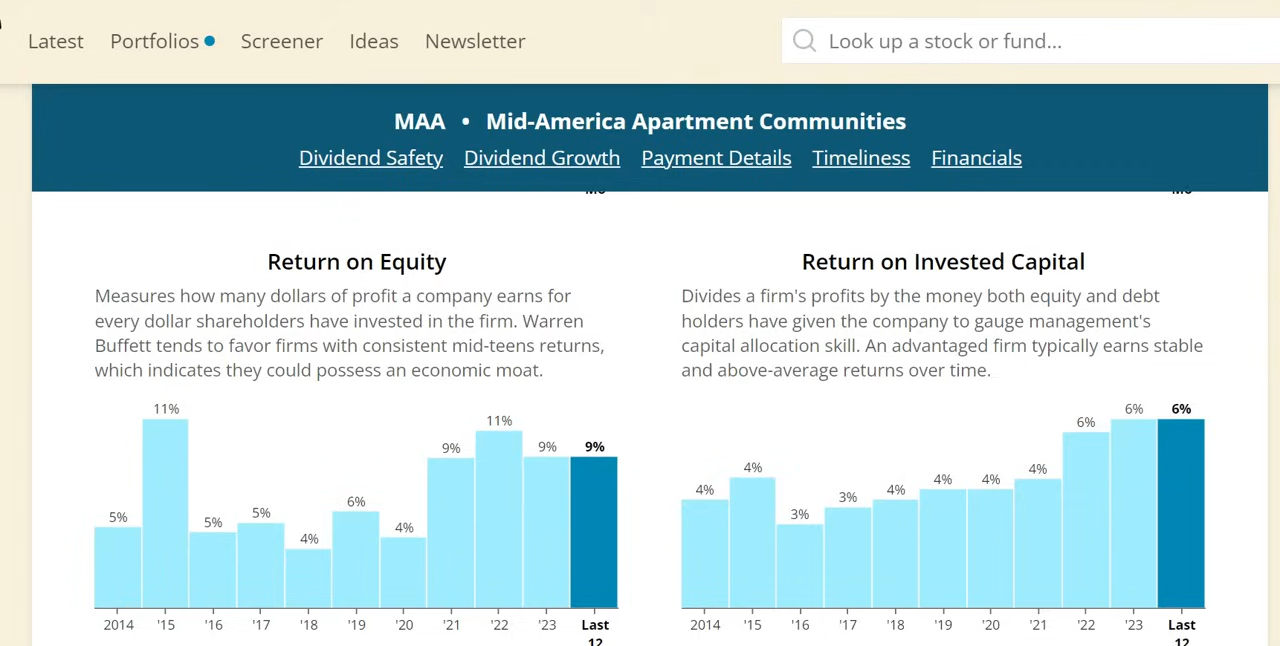 Latest Portfolios Screener Ideas Newsletter
Look up a stock or fund...
MAA • Mid-America Apartment Communities
Dividend Safety Dividend Growth Payment Details Timeliness Financials
Return on Equity
Measures how many dollars of profit a company earns for
every dollar shareholders have invested in the firm. Warren
Buffett tends to favor firms with consistent mid-teens returns,
which indicates they could possess an economic moat.
5% 11% 5% 5% 4% 6% 4% 9% 11% 9% 9%
2014 '15 '16 '17 '18 '19 '20 '21 '22 '23 Last
12
Return on Invested Capital
Divides a firm's profits by the money both equity and debt
holders have given the company to gauge management's
capital allocation skill. An advantaged firm typically earns stable
and above-average returns over time.
4% 4% 3% 3% 4% 4% 4% 4% 6% 6% 6%
2014 '15 '16 '17 '18 '19 '20 '21 '22 '23 Last
12